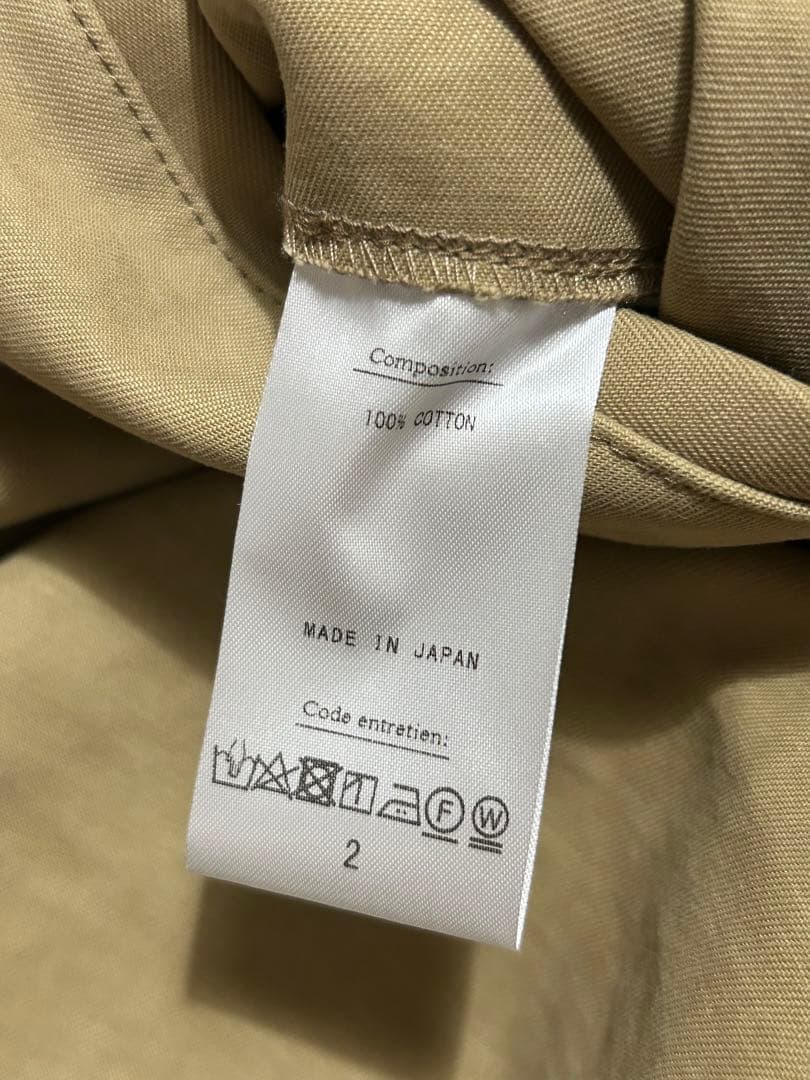 Composition:
100% COTTON
MADE IN JAPAN
Code entretien:
F W
2